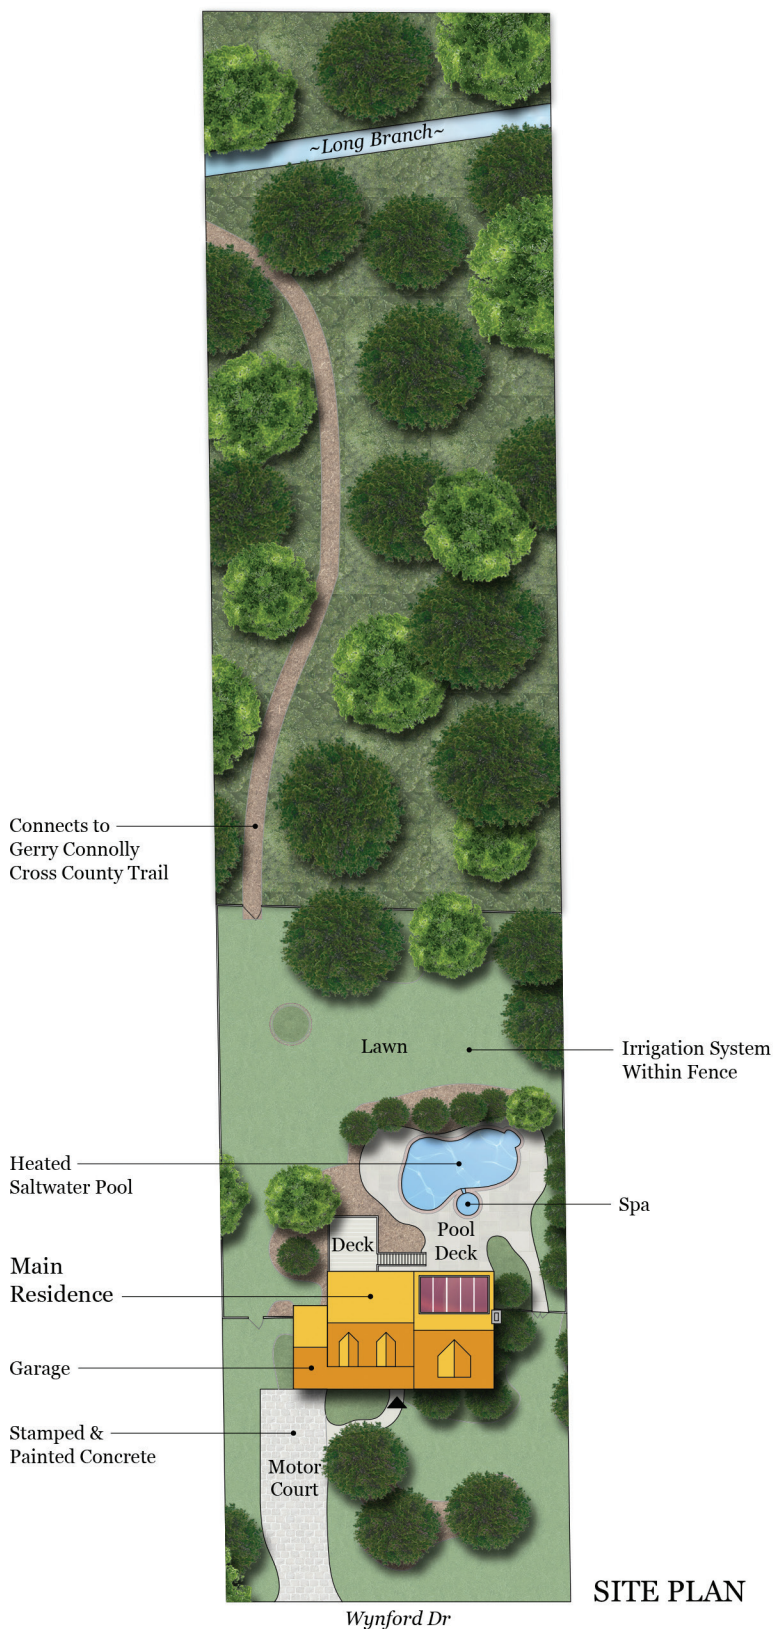 ~Long Branch~
Connects to
Gerry Connolly
Cross County Trail
Lawn
Irrigation System
Within Fence
Heated
Saltwater Pool
Spa
Pool
Deck
Deck
Main
Residence
Garage
Stamped &
Painted Concrete
Motor
Court
SITE PLAN
Wynford Dr